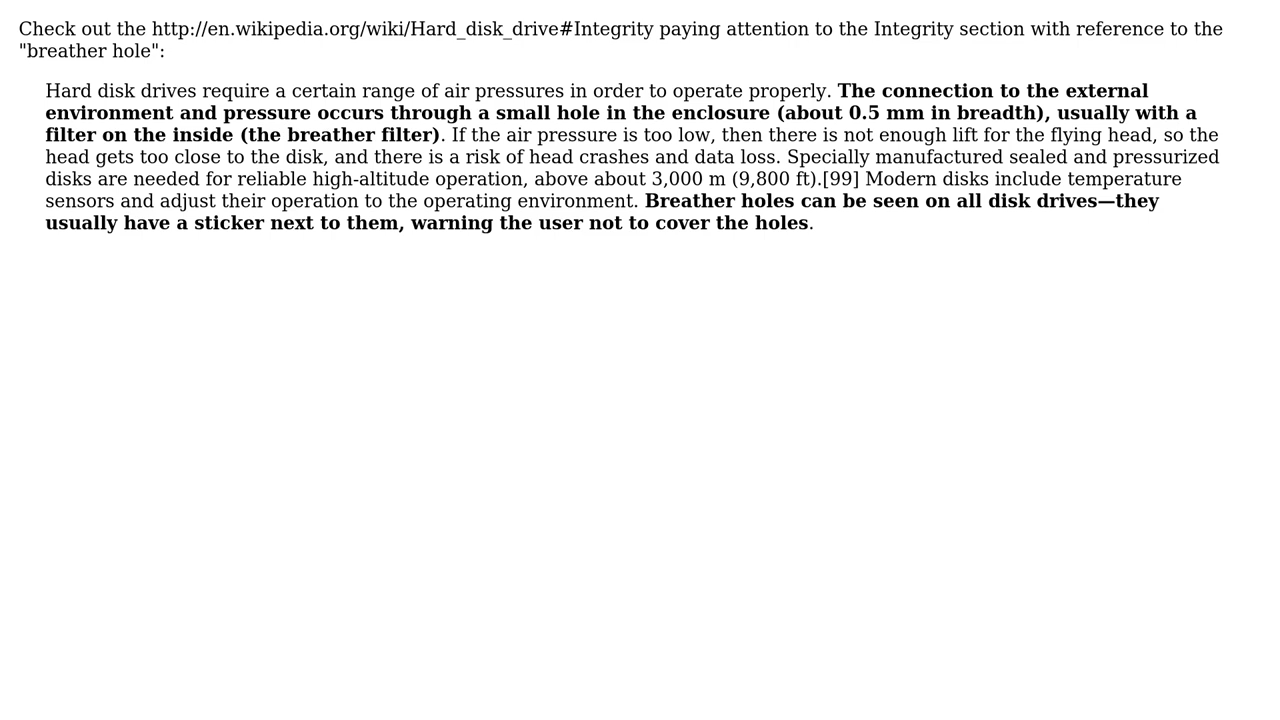 Check out the http://en.wikipedia.org/wiki/Hard_disk_drive#Integrity paying attention to the Integrity section with reference to the
"breather hole":
Hard disk drives require a certain range of air pressures in order to operate properly. The connection to the external
environment and pressure occurs through a small hole in the enclosure (about 0.5 mm in breadth), usually with a
filter on the inside (the breather filter). If the air pressure is too low, then there is not enough lift for the flying head, so the
head gets too close to the disk, and there is a risk of head crashes and data loss. Specially manufactured sealed and pressurized
disks are needed for reliable high-altitude operation, above about 3,000 m (9,800 ft).[99] Modern disks include temperature
sensors and adjust their operation to the operating environment. Breather holes can be seen on all disk drives—they
usually have a sticker next to them, warning the user not to cover the holes.